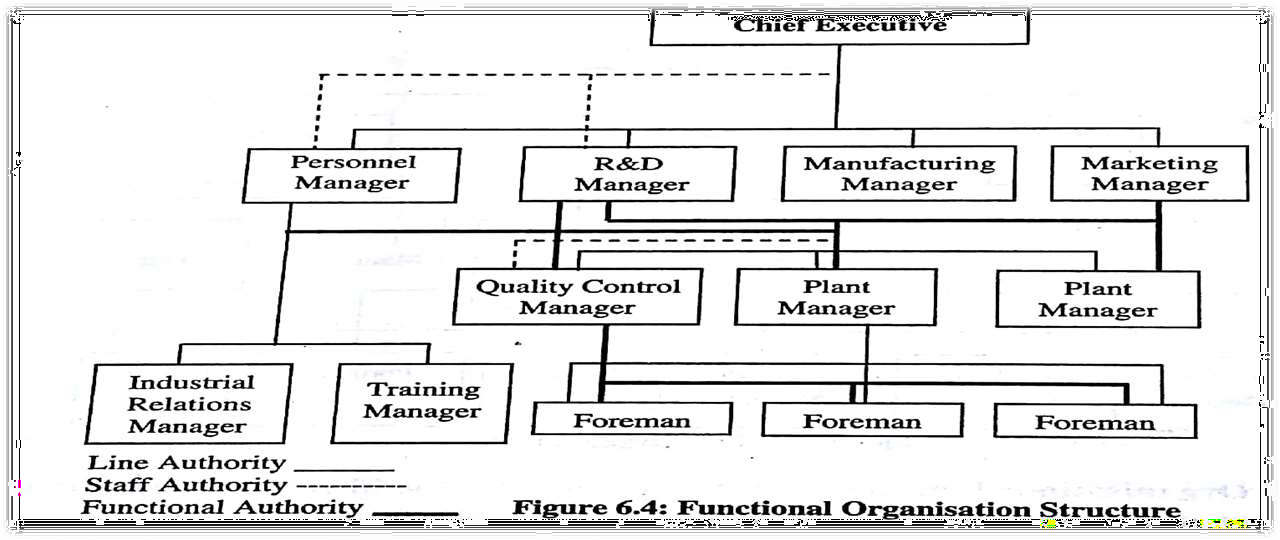 Chief Executive
Personnel
Manager
R&D
Manager
Manufacturing
Manager
Marketing
Manager
Quality Control
Manager
Plant
Manager
Plant
Manager
Industrial
Relations
Manager
Training
Manager
Foreman
Foreman
Foreman
Line Authority
Staff Authority
Functional Authority
Figure 6.4: Functional Organisation Structure